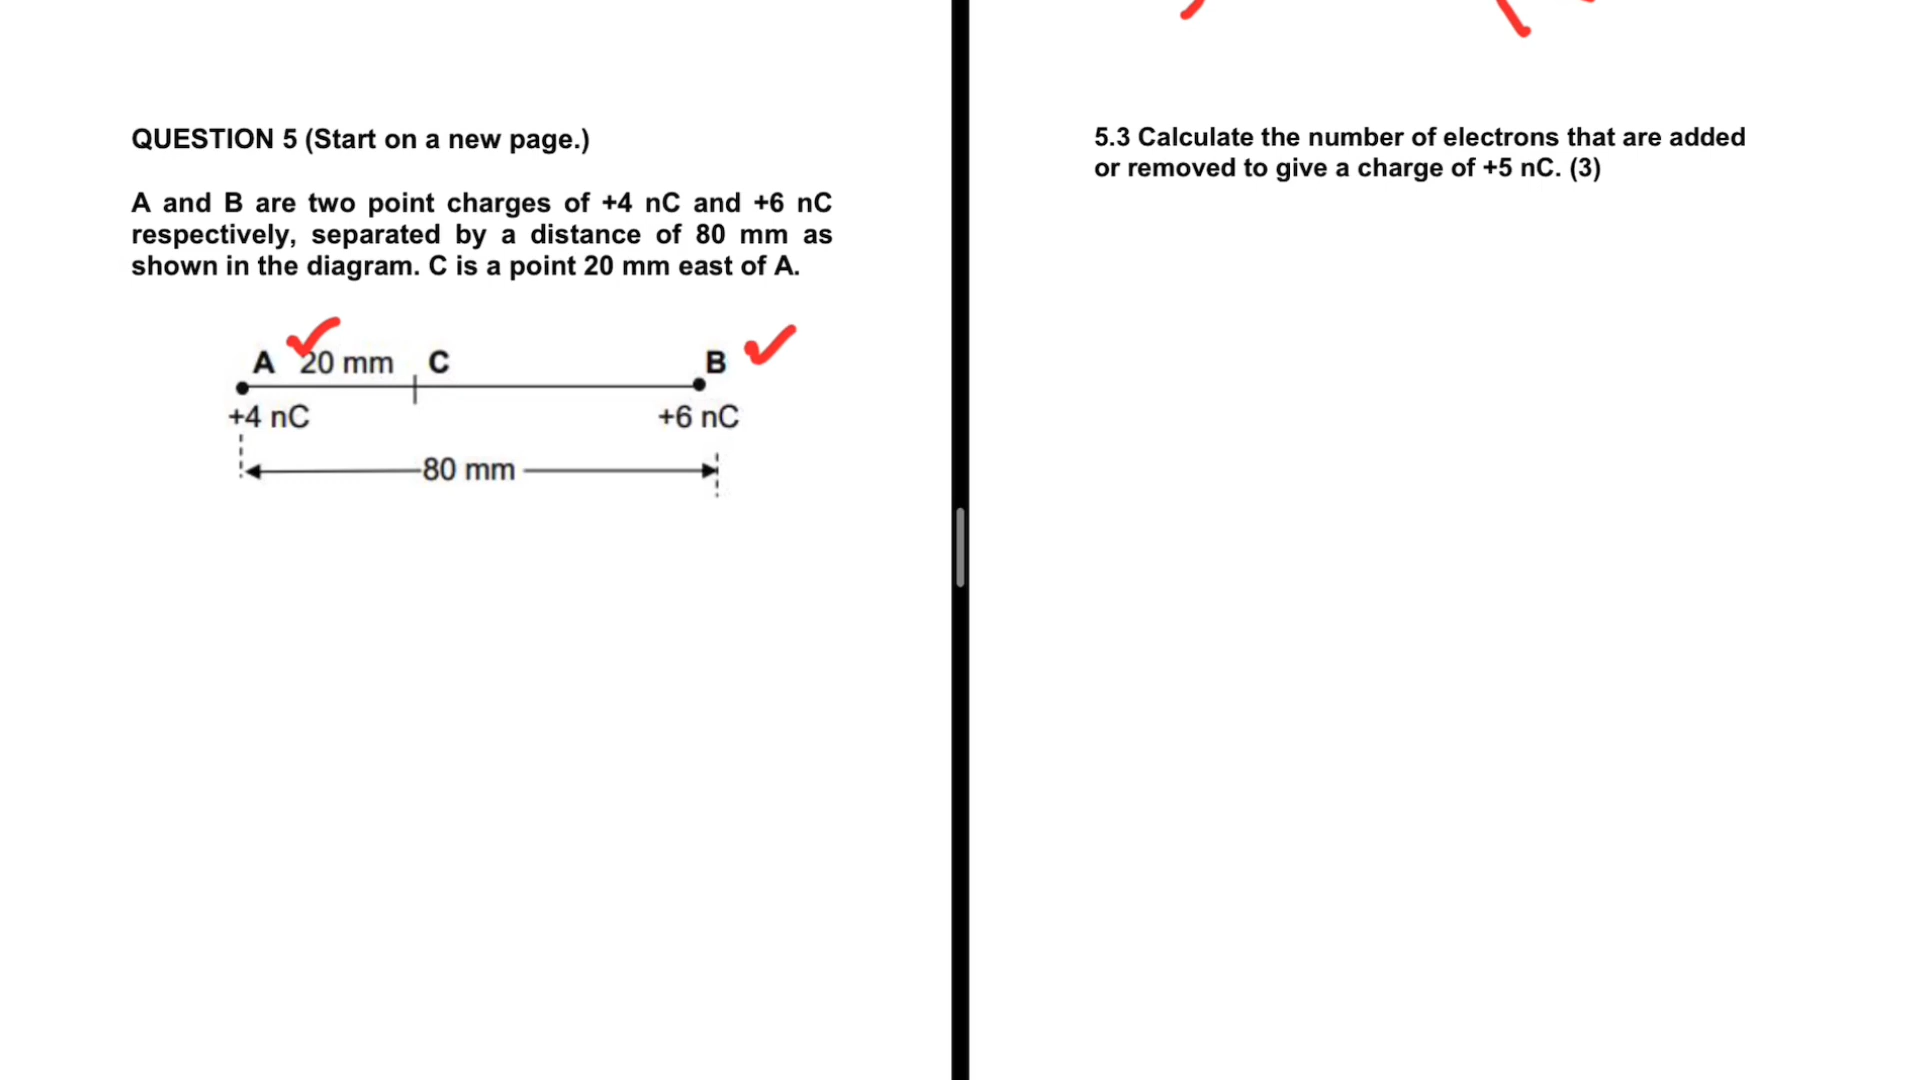 QUESTION 5 (Start on a new page.)
A and B are two point charges of +4 nC and +6 nC
respectively, separated by a distance of 80 mm as
shown in the diagram. C is a point 20 mm east of A.
A 20 mm C B
+4 nC +6 nC
80 mm
5.3 Calculate the number of electrons that are added
or removed to give a charge of +5 nC. (3)